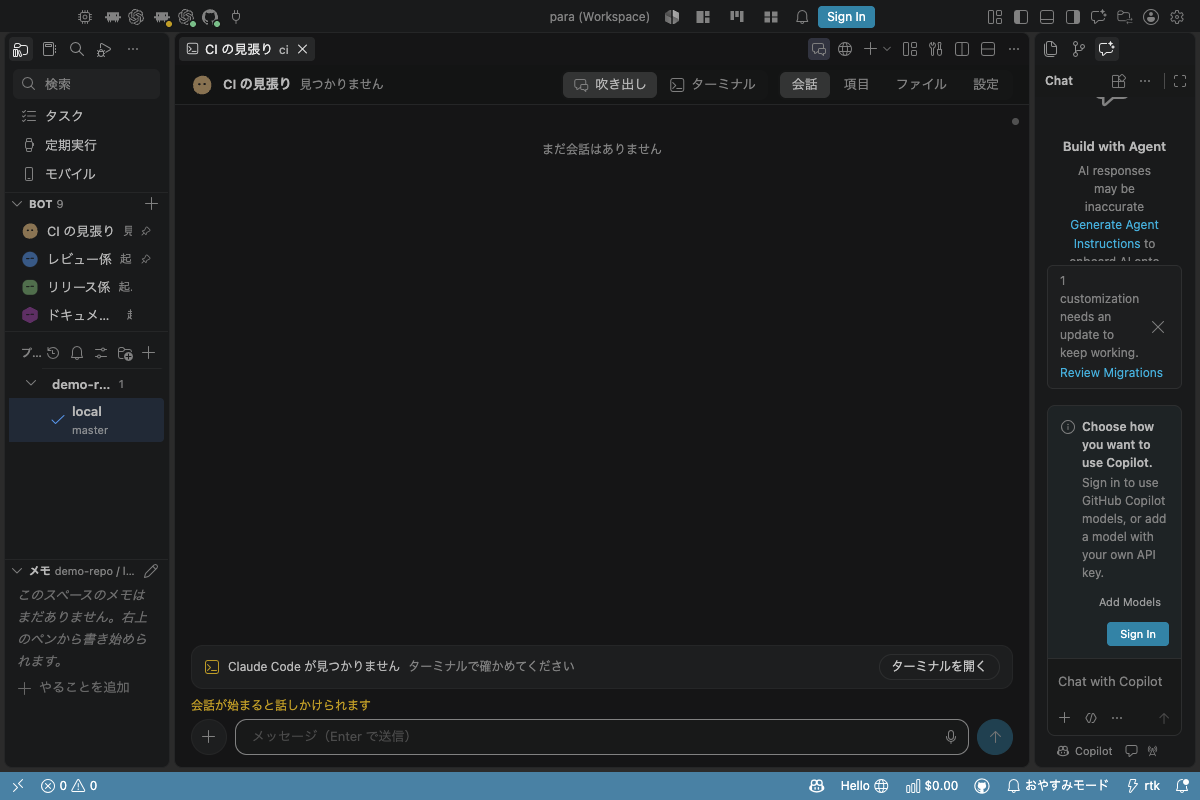 para (Workspace)
Sign In
検索
タスク
定期実行
モバイル
BOT 9
CI の見張り 見
レビュー係 起
リリース係 起.
ドキュメ...
プ...
demo-r... 1
local
master
メモ demo-repo / l...
このスペースのメモは
まだありません。右上
のペンから書き始めら
れます。
やることを追加
CI の見張り ci
CI の見張り 見つかりません
吹き出し ターミナル 会話 項目 ファイル 設定
まだ会話はありません
Claude Code が見つかりません ターミナルで確かめてください
ターミナルを開く
会話が始まると話しかけられます
メッセージ（Enter で送信）
Chat
Build with Agent
AI responses
may be
inaccurate
Generate Agent
Instructions to
onboard AI onto
1
customization
needs an
update to
keep working.
Review Migrations
Choose how
you want to
use Copilot.
Sign in to use
GitHub Copilot
models, or add
a model with
your own API
key.
Add Models
Sign In
Chat with Copilot
Copilot
0 0
Hello
$0.00
おやすみモード
rtk